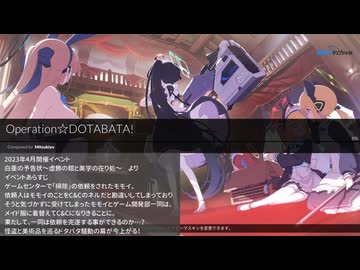 Operation☆DOTABATA!
Composed by Mitsukiyo
2023年4月開催イベント
白亜の予告状～虚飾の館と美学の在り処～　より
イベントあらすじ
ゲームセンターで「掃除」の依頼をされたモモイ。
依頼人はモモイのことをC&Cのネルだと勘違いしてしまっており
そうと気づかずに受けてしまったモモイとゲーム開発部一同は、
メイド服に着替えてC&Cになりきることに。
果たして、一同は依頼を完遂する事ができるのか…?
怪盗と美術品を巡るドタバタ騒動の幕が今上がる!